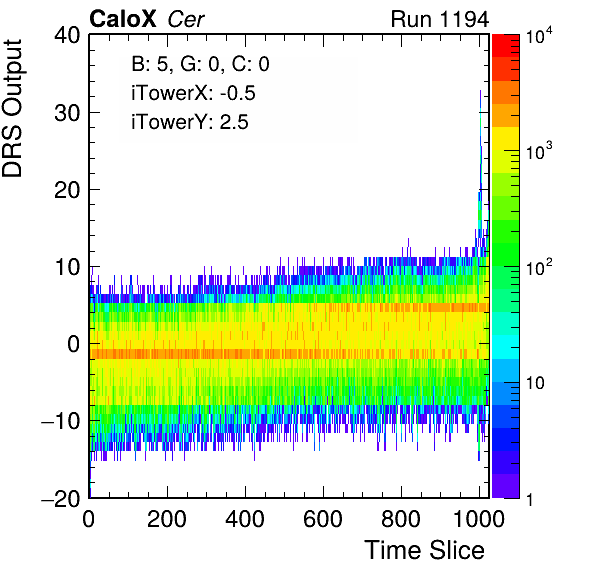 CaloX Cer Run 1194
B: 5, G: 0, C: 0
iTowerX: -0.5
iTowerY: 2.5
DRS Output
40
30
20
10
0
−10
−20
0 200 400 600 800 1000
Time Slice
10⁴
10³
10²
10
1